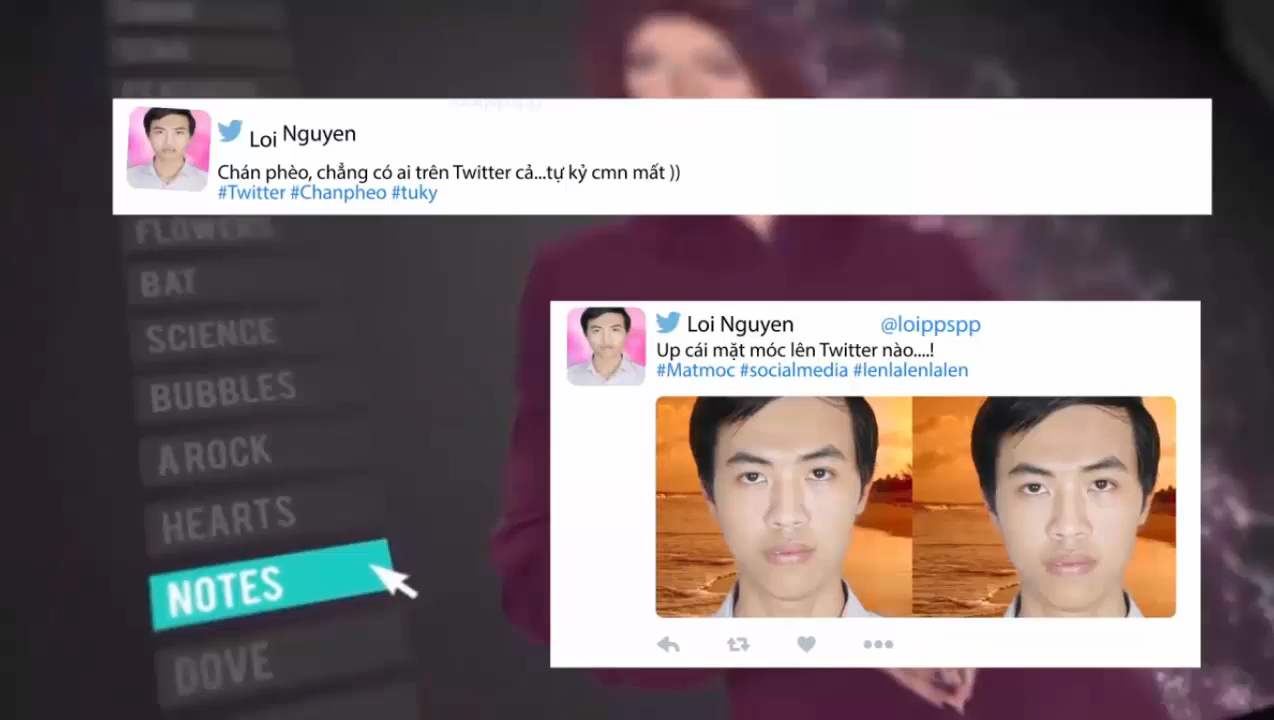 Loi Nguyen
Chán phèo, chẳng có ai trên Twitter cả...tự kỷ cmn mất ))
#Twitter #Chanpheo #tuky
FLOWERS
BAT
SCIENCE
Loi Nguyen @loippspp
Up cái mặt móc lên Twitter nào....!
#Matmoc #socialmedia #lenlalenlalen
BUBBLES
A ROCK
HEARTS
NOTES
DOVE